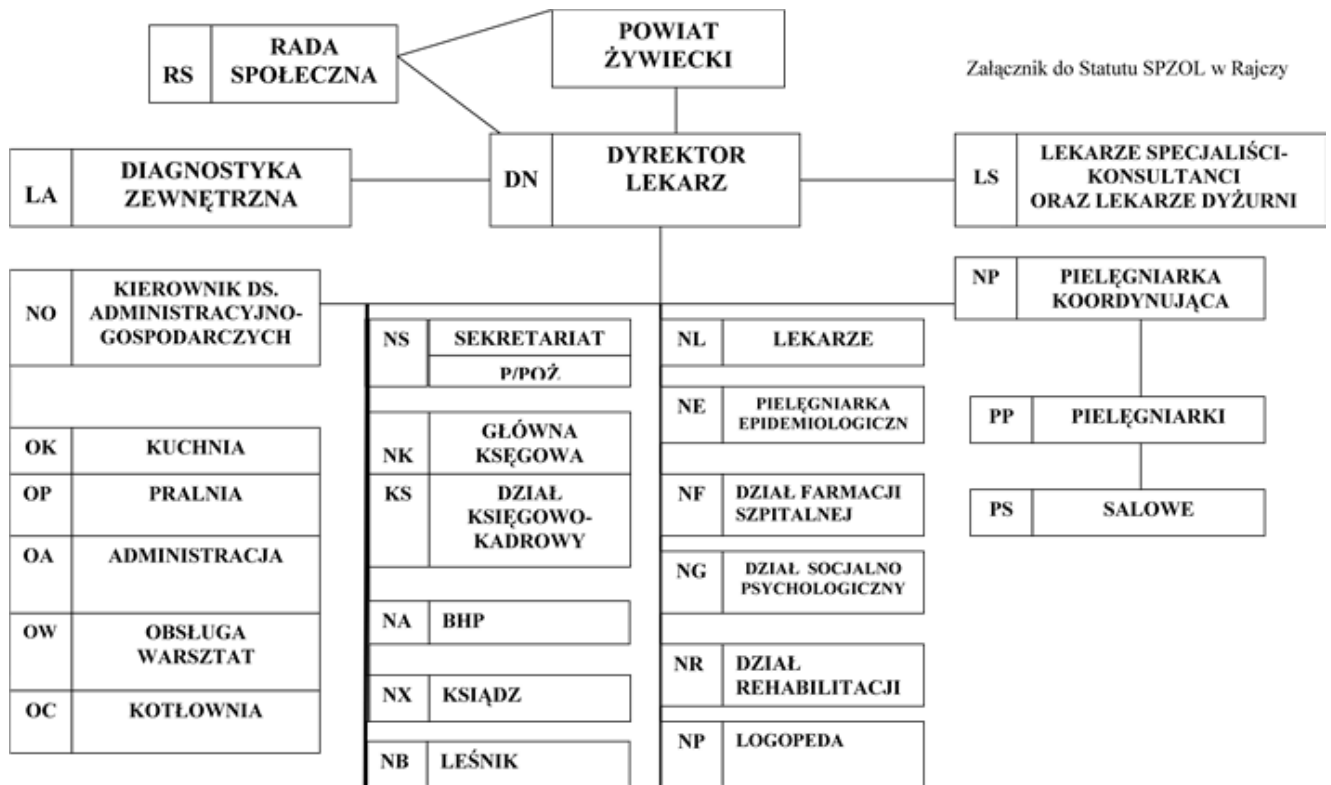 RS
RADA
SPOŁECZNA
POWIAT
ŻYWIECKI
Załącznik do Statutu SPZOL w Rajczy
LA
DIAGNOSTYKA
ZEWNĘTRZNA
DN
DYREKTOR
LEKARZ
LS
LEKARZE SPECJALIŚCI-
KONSULTANCI
ORAZ LEKARZE DYŻURNI
NO
KIEROWNIK DS.
ADMINISTRACYJNO-
GOSPODARCZYCH
NP
PIELĘGNIARKA
KOORDYNUJĄCA
OK
KUCHNIA
OP
PRALNIA
OA
ADMINISTRACJA
OW
OBSŁUGA
WARSZTAT
OC
KOTŁOWNIA
NS
SEKRETARIAT
P/POŻ
NK
GŁÓWNA
KSĘGOWA
KS
DZIAŁ
KSIĘGOWO-
KADROWY
NA
BHP
NX
KSIĄDZ
NB
LEŚNIK
NL
LEKARZE
NE
PIELĘGNIARKA
EPIDEMIOLOGICZN
NF
DZIAŁ FARMACJI
SZPITALNEJ
NG
DZIAŁ SOCJALNO
PSYCHOLOGICZNY
NR
DZIAŁ
REHABILITACJI
NP
LOGOPEDA
PP
PIELĘGNIARKI
PS
SALOWE